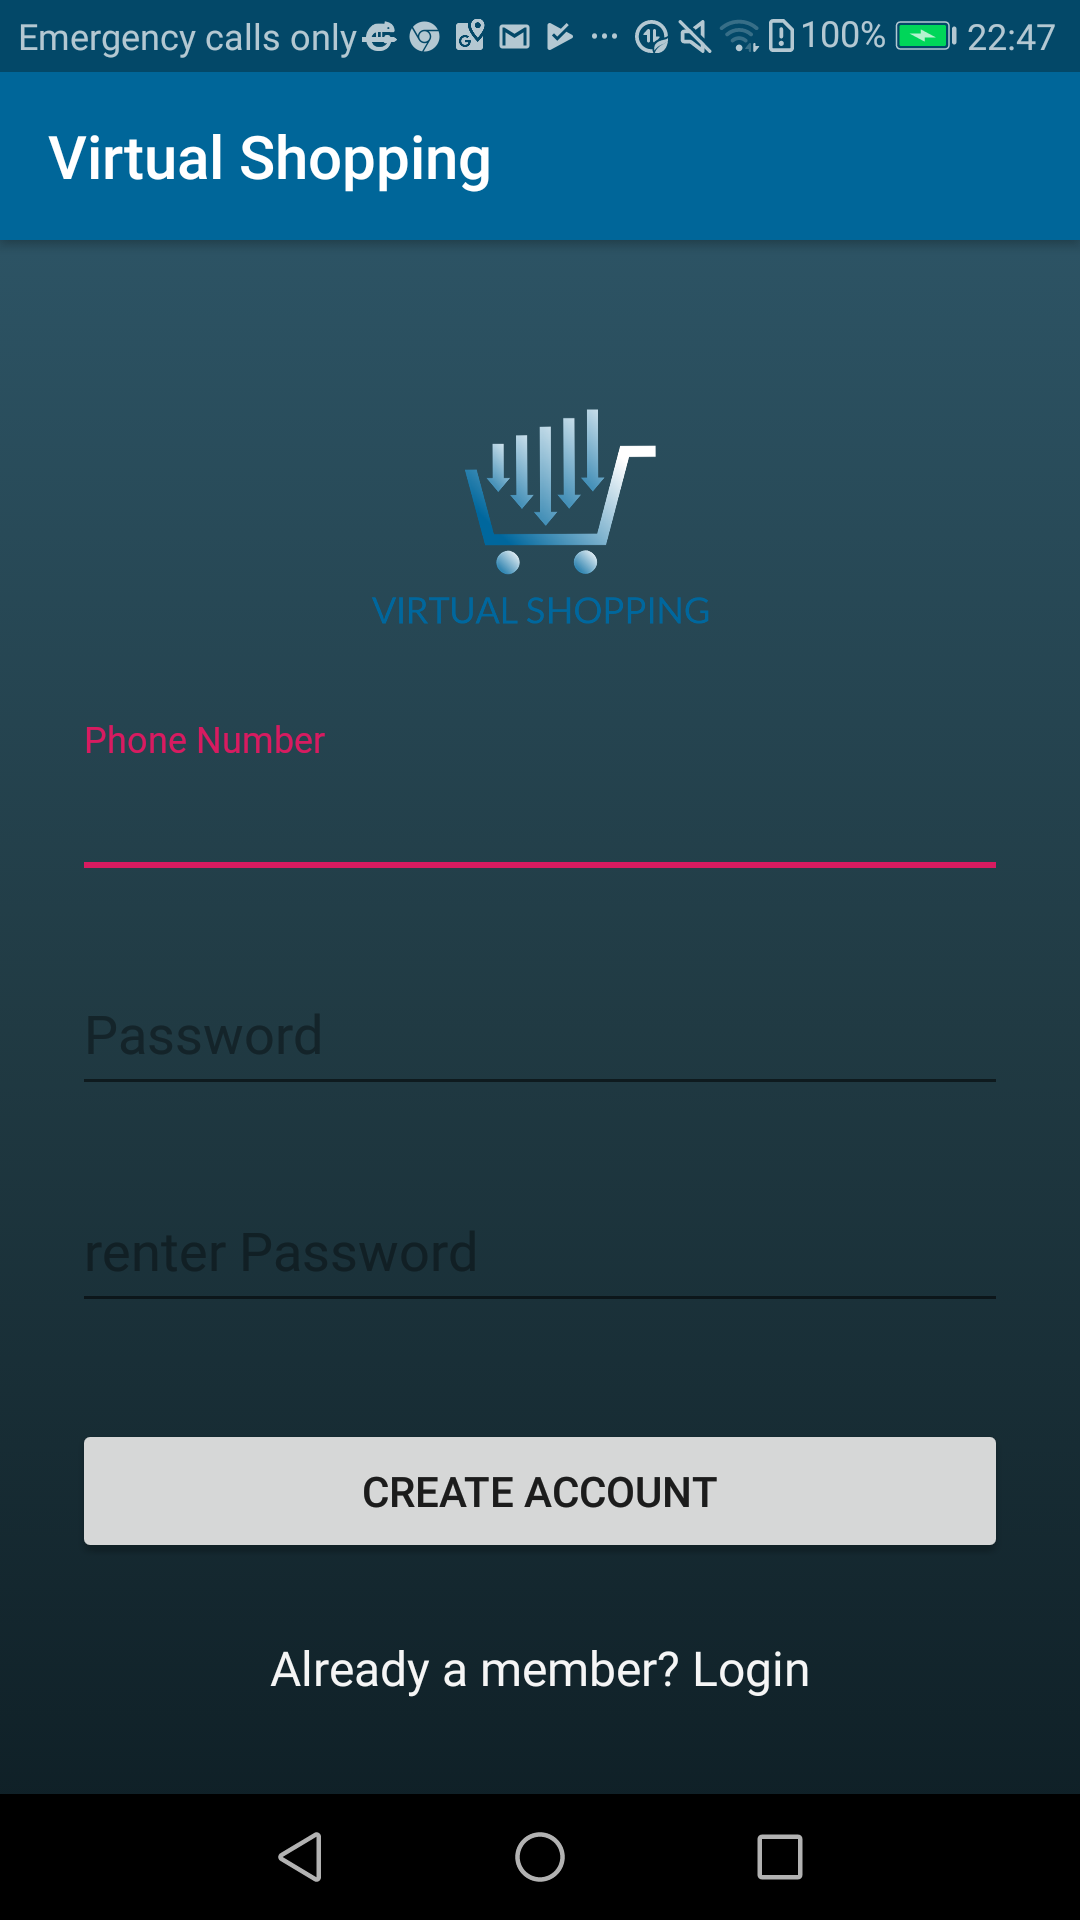 Emergency calls only 100% 22:47
Virtual Shopping
VIRTUAL SHOPPING
Phone Number
Password
renter Password
CREATE ACCOUNT
Already a member? Login